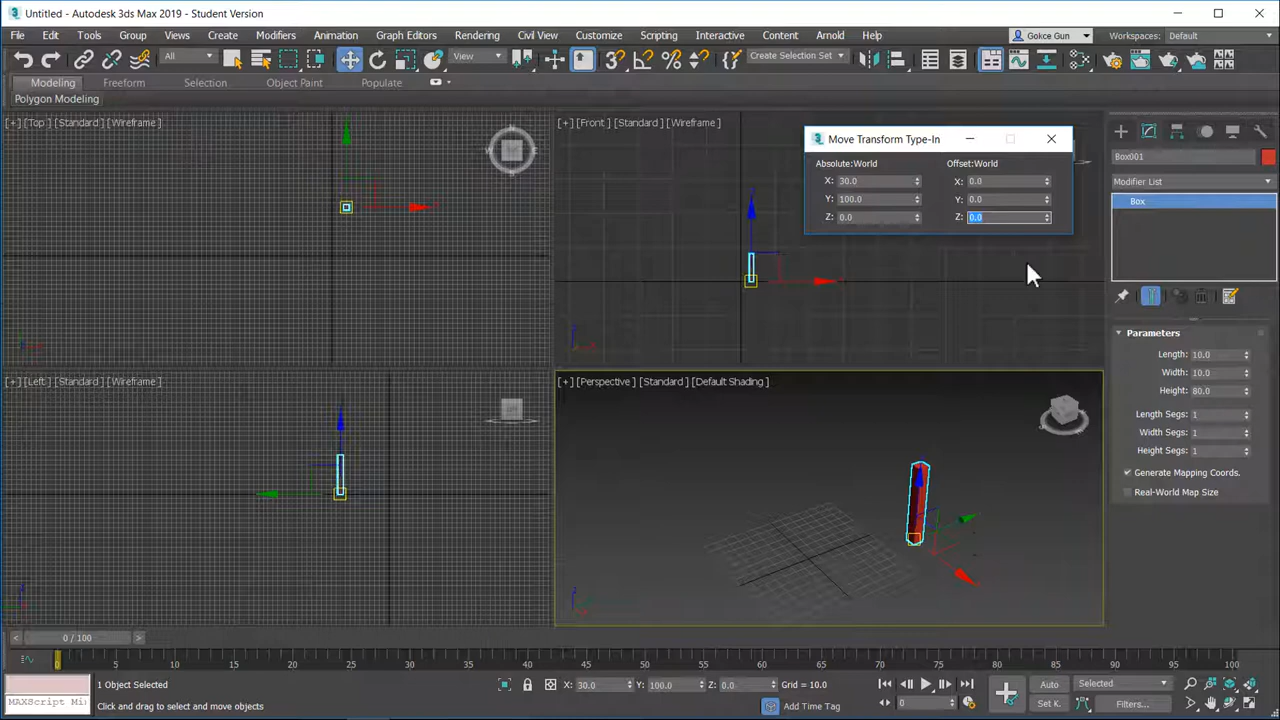 Untitled - Autodesk 3ds Max 2019 - Student Version
File Edit Tools Group Views Create Modifiers Animation Graph Editors Rendering Civil View Customize Scripting Interactive Content Arnold Help Gokce Gun Workspaces: Default
All View Create Selection Set
Modeling Freeform Selection Object Paint Populate
Polygon Modeling
[+] [Top] [Standard] [Wireframe]
[+] [Front] [Standard] [Wireframe]
Move Transform Type-In
Absolute:World Offset:World
X: 30.0 X: 0.0
Y: 100.0 Y: 0.0
Z: 0.0 Z: 0.0
Box001
Modifier List
Box
Parameters
Length: 10.0
Width: 10.0
Height: 80.0
Length Segs: 1
Width Segs: 1
Height Segs: 1
Generate Mapping Coords.
Real-World Map Size
[+] [Left] [Standard] [Wireframe]
[+] [Perspective] [Standard] [Default Shading]
< 0 / 100 >
0 5 10 15 20 25 30 35 40 45 50 55 60 65 70 75 80 85 90 95 100
1 Object Selected X: 30.0 Y: 100.0 Z: 0.0 Grid = 10.0 Auto Selected
MAXScript Mi Click and drag to select and move objects Add Time Tag 0 Set K. Filters...